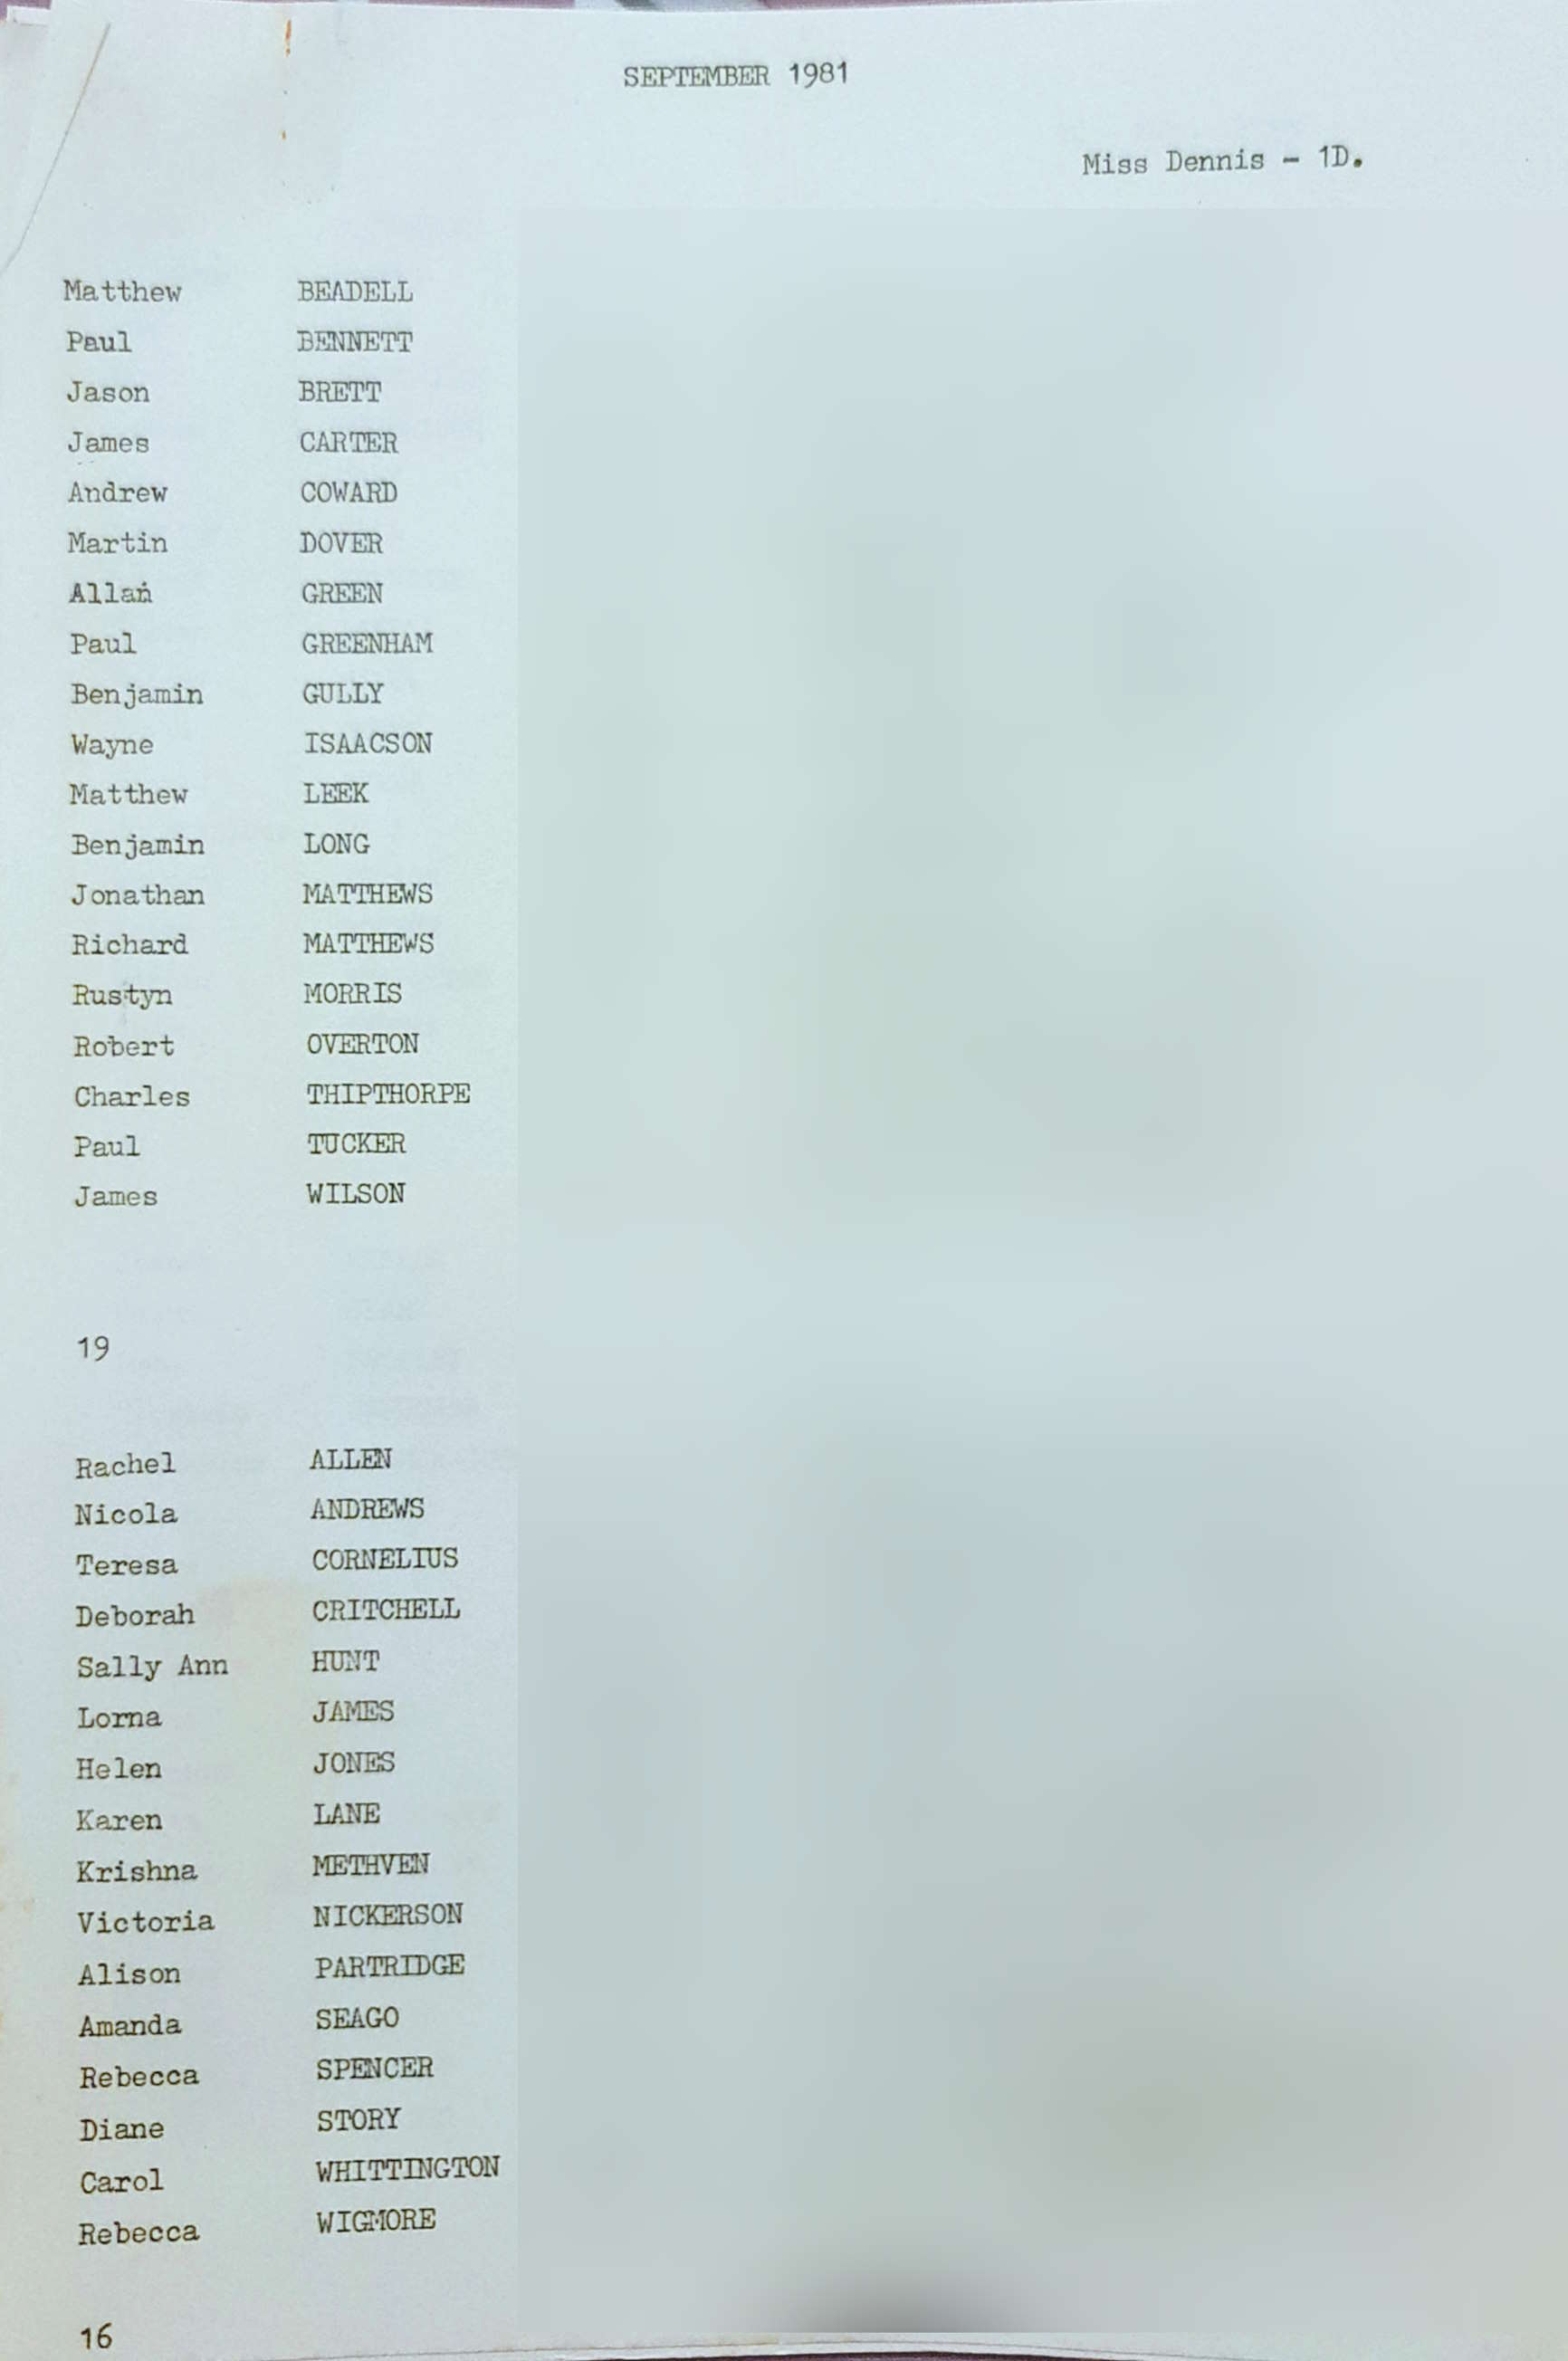 SEPTEMBER 1981
Miss Dennis - 1D.
Matthew BEADELL
Paul BENNETT
Jason BRETT
James CARTER
Andrew COWARD
Martin DOVER
Allan GREEN
Paul GREENHAM
Benjamin GULLY
Wayne ISAACSON
Matthew LEEK
Benjamin LONG
Jonathan MATTHEWS
Richard MATTHEWS
Rustyn MORRIS
Robert OVERTON
Charles THIPTHORPE
Paul TUCKER
James WILSON
19
Rachel ALLEN
Nicola ANDREWS
Teresa CORNELIUS
Deborah CRITCHELL
Sally Ann HUNT
Lorna JAMES
Helen JONES
Karen LANE
Krishna METHVEN
Victoria NICKERSON
Alison PARTRIDGE
Amanda SEAGO
Rebecca SPENCER
Diane STORY
Carol WHITTINGTON
Rebecca WIGMORE
16